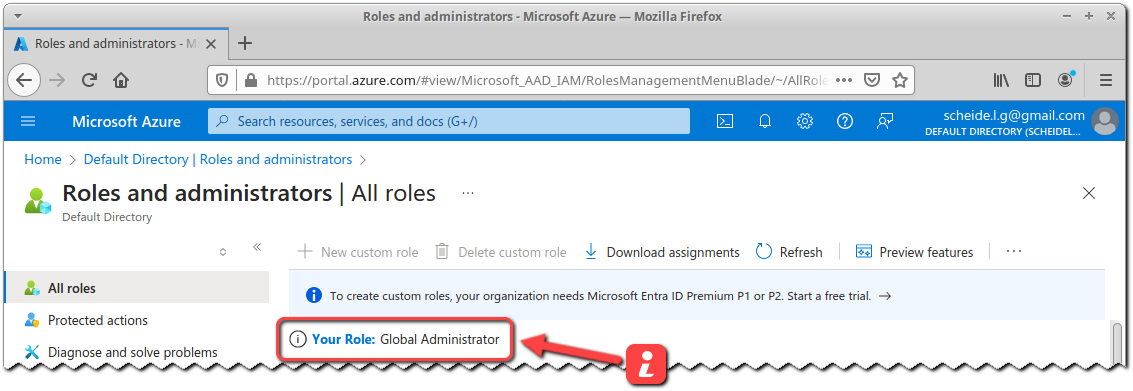 Roles and administrators - Microsoft Azure — Mozilla Firefox
Roles and administrators - Mi
https://portal.azure.com/#view/Microsoft_AAD_IAM/RolesManagementMenuBlade/~/AllRole
Microsoft Azure
Search resources, services, and docs (G+/)
scheide.l.g@gmail.com
DEFAULT DIRECTORY (SCHEIDEL...
Home > Default Directory | Roles and administrators >
Roles and administrators | All roles ...
Default Directory
New custom role Delete custom role Download assignments Refresh Preview features ...
All roles
To create custom roles, your organization needs Microsoft Entra ID Premium P1 or P2. Start a free trial. →
Protected actions
Your Role: Global Administrator
Diagnose and solve problems
i